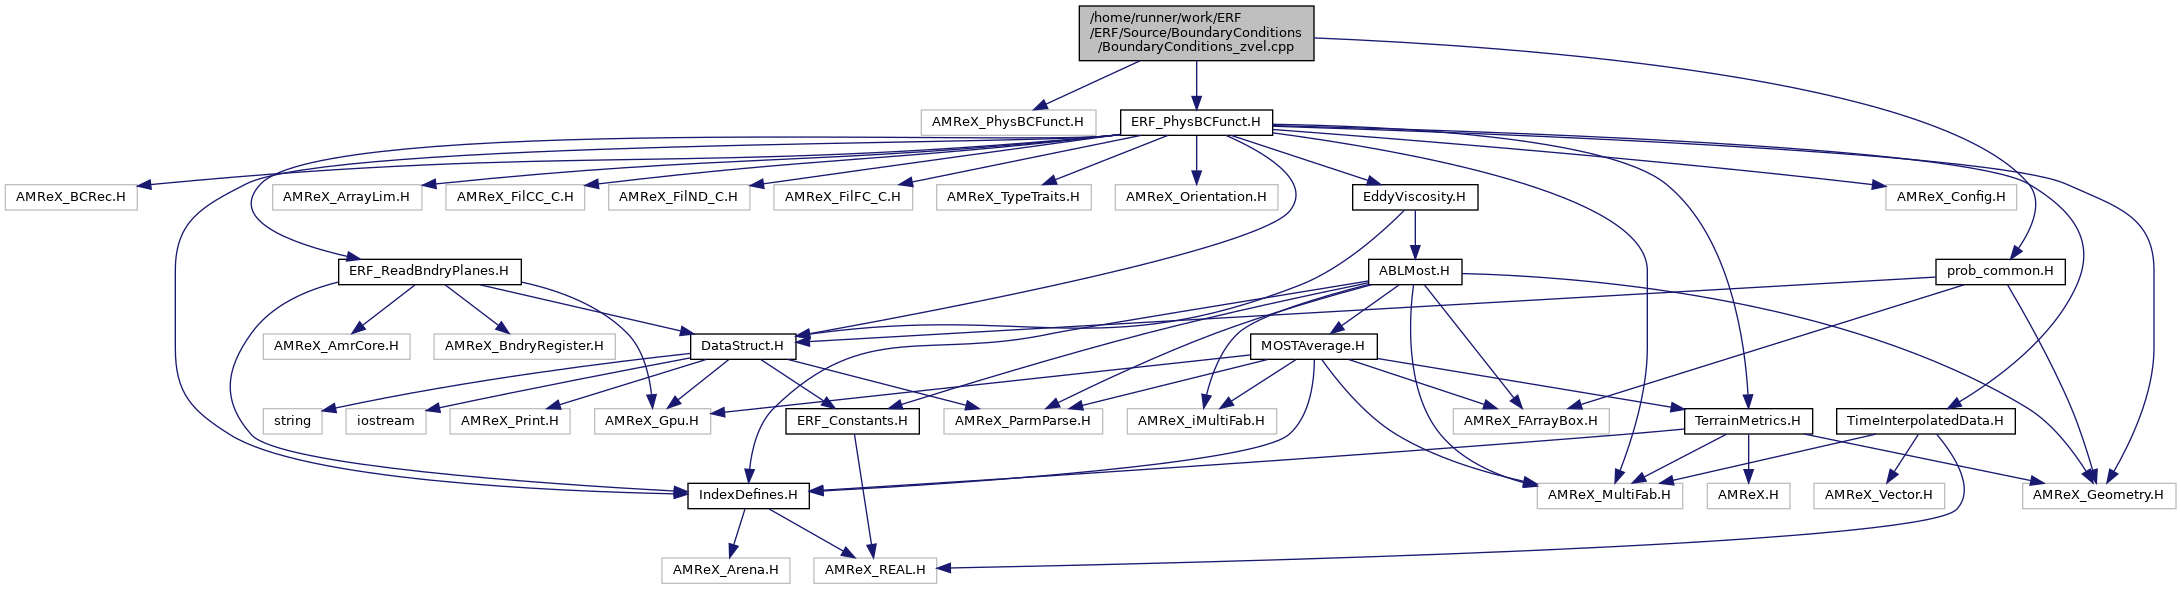 /home/runner/work/ERF
/ERF/Source/BoundaryConditions
/BoundaryConditions_zvel.cpp
AMReX_PhysBCFunct.H
ERF_PhysBCFunct.H
AMReX_BCRec.H
AMReX_ArrayLim.H
AMReX_FilCC_C.H
AMReX_FilND_C.H
AMReX_FilFC_C.H
AMReX_TypeTraits.H
AMReX_Orientation.H
EddyViscosity.H
AMReX_Config.H
ERF_ReadBndryPlanes.H
ABLMost.H
prob_common.H
AMReX_AmrCore.H
AMReX_BndryRegister.H
DataStruct.H
MOSTAverage.H
string
iostream
AMReX_Print.H
AMReX_Gpu.H
ERF_Constants.H
AMReX_ParmParse.H
AMReX_iMultiFab.H
AMReX_FArrayBox.H
TerrainMetrics.H
TimeInterpolatedData.H
IndexDefines.H
AMReX_MultiFab.H
AMReX.H
AMReX_Vector.H
AMReX_Geometry.H
AMReX_Arena.H
AMReX_REAL.H